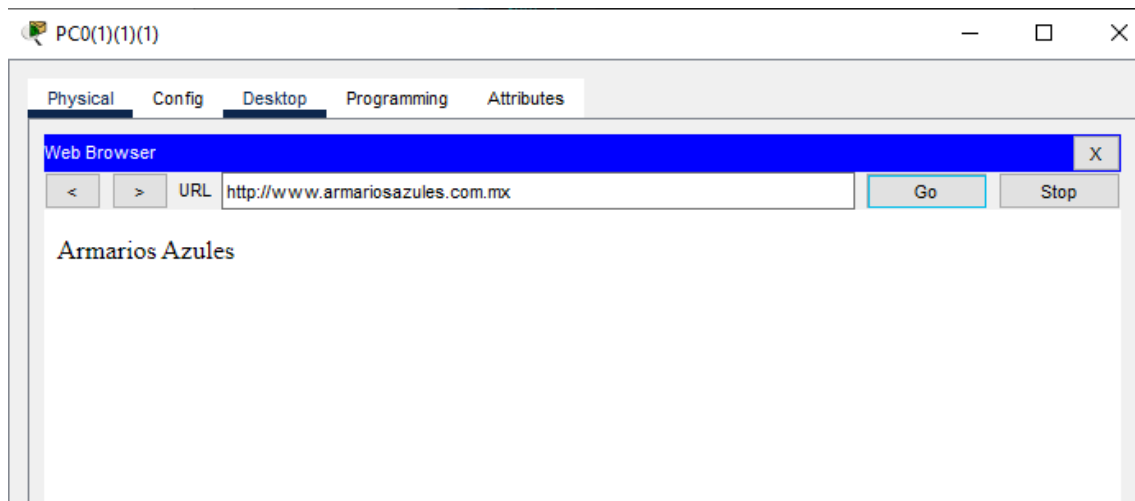 PC0(1)(1)(1)
Physical Config Desktop Programming Attributes
Web Browser X
< > URL http://www.armariosazules.com.mx Go Stop
Armarios Azules